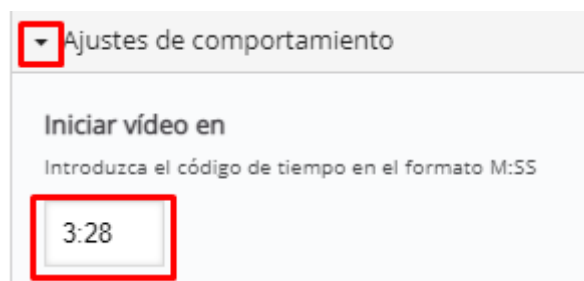 Ajustes de comportamiento
Iniciar vídeo en
Introduzca el código de tiempo en el formato M:SS
3:28